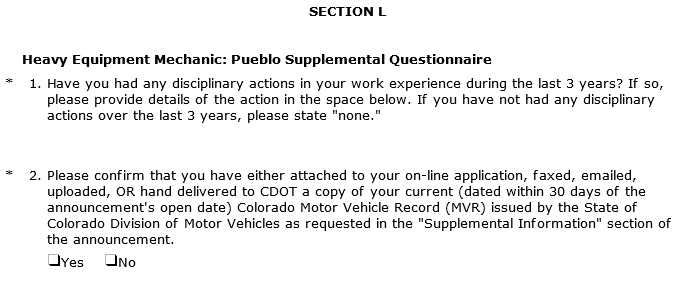 SECTION L
Heavy Equipment Mechanic: Pueblo Supplemental Questionnaire
* 1. Have you had any disciplinary actions in your work experience during the last 3 years? If so,
please provide details of the action in the space below. If you have not had any disciplinary
actions over the last 3 years, please state "none."
* 2. Please confirm that you have either attached to your on-line application, faxed, emailed,
uploaded, OR hand delivered to CDOT a copy of your current (dated within 30 days of the
announcement's open date) Colorado Motor Vehicle Record (MVR) issued by the State of
Colorado Division of Motor Vehicles as requested in the "Supplemental Information" section of
the announcement.
❏Yes ❏No